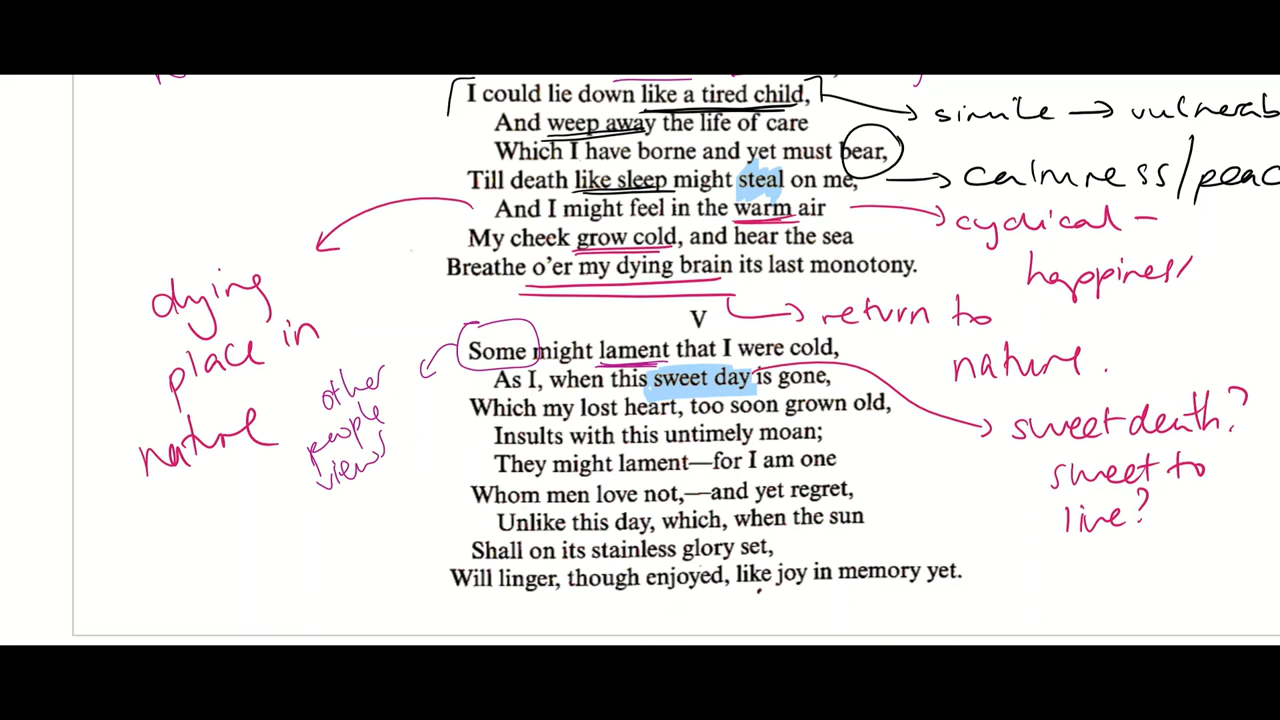 I could lie down like a tired child,
And weep away the life of care
Which I have borne and yet must bear,
Till death like sleep might steal on me,
And I might feel in the warm air
My cheek grow cold, and hear the sea
Breathe o'er my dying brain its last monotony.
V
Some might lament that I were cold,
As I, when this sweet day is gone,
Which my lost heart, too soon grown old,
Insults with this untimely moan;
They might lament—for I am one
Whom men love not,—and yet regret,
Unlike this day, which, when the sun
Shall on its stainless glory set,
Will linger, though enjoyed, like joy in memory yet.
simile → vulnerab
calmness/peac
cyclical -
happiness/
return to
nature.
sweet death?
sweet to
live?
dying
place in
nature
other
people
views